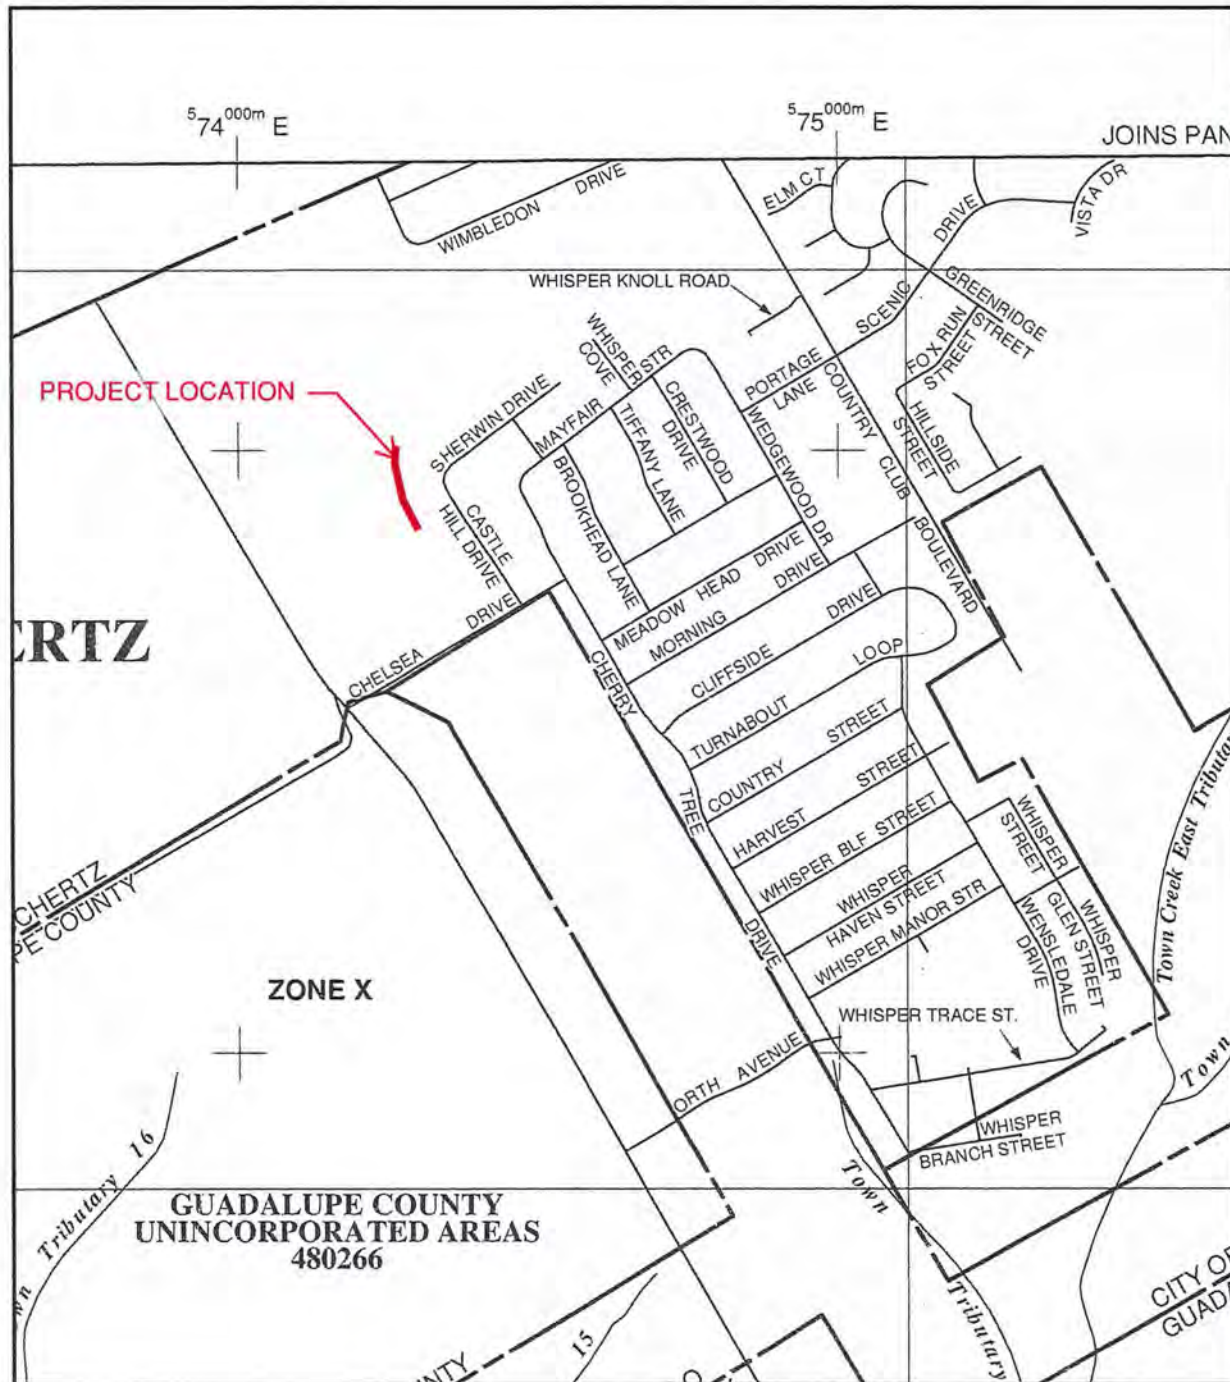 574000m E
575000m E
JOINS PAN
WIMBLEDON DRIVE
ELM CT
VISTA DR
SCENIC DRIVE
WHISPER KNOLL ROAD
GREENRIDGE
STREET
FOX RUN
STREET
PROJECT LOCATION
WHISPER
COVE
MAYFAIR STR
SHERWIN DRIVE
PORTAGE
LANE
COUNTRY CLUB BOULEVARD
HILLSIDE
STREET
CRESTWOOD
DRIVE
TIFFANY LANE
WEDGEWOOD DR
BROOKHEAD LANE
CASTLE
HILL DRIVE
MEADOW HEAD DRIVE
MORNING DRIVE
CHELSEA DRIVE
ERTZ
CLIFFSIDE DRIVE
CHERRY TREE DRIVE
TURNABOUT LOOP
COUNTRY STREET
HARVEST STREET
WHISPER BLF STREET
WHISPER
HAVEN STREET
WHISPER MANOR STR
WHISPER
STREET
WHISPER
GLEN STREET
WENSLEDALE
DRIVE
Town Creek East Tributar
CHERTZ
PE COUNTY
ZONE X
WHISPER TRACE ST.
ORTH AVENUE
Town
WHISPER
BRANCH STREET
wn Tributary 16
GUADALUPE COUNTY
UNINCORPORATED AREAS
480266
Town Tributary
15
NTY
O
CITY OF
GUADA